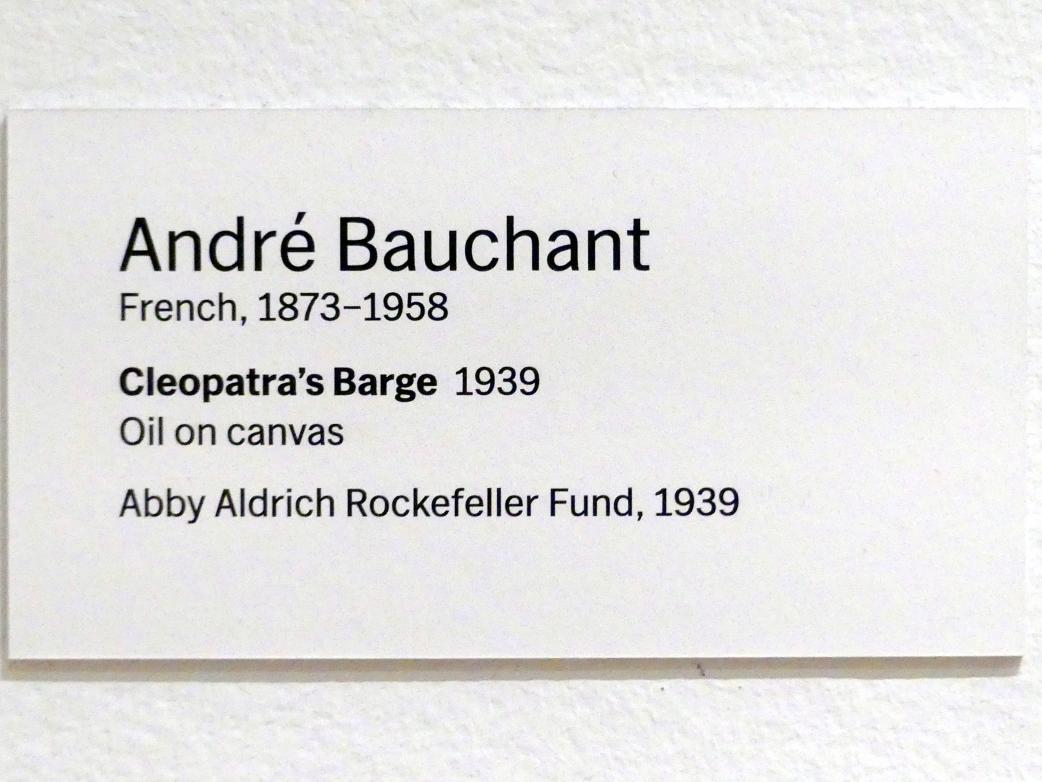 André Bauchant
French, 1873–1958
Cleopatra’s Barge 1939
Oil on canvas
Abby Aldrich Rockefeller Fund, 1939